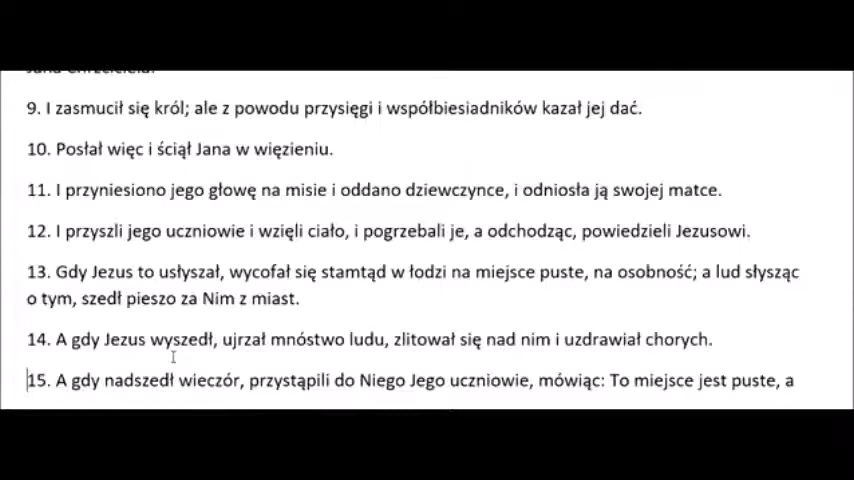 9. I zasmucił się król; ale z powodu przysięgi i współbiesiadników kazał jej dać.
10. Posłał więc i ściął Jana w więzieniu.
11. I przyniesiono jego głowę na misie i oddano dziewczynce, i odniosła ją swojej matce.
12. I przyszli jego uczniowie i wzięli ciało, i pogrzebali je, a odchodząc, powiedzieli Jezusowi.
13. Gdy Jezus to usłyszał, wycofał się stamtąd w łodzi na miejsce puste, na osobność; a lud słysząc
o tym, szedł pieszo za Nim z miast.
14. A gdy Jezus wyszedł, ujrzał mnóstwo ludu, zlitował się nad nim i uzdrawiał chorych.
15. A gdy nadszedł wieczór, przystąpili do Niego Jego uczniowie, mówiąc: To miejsce jest puste, a